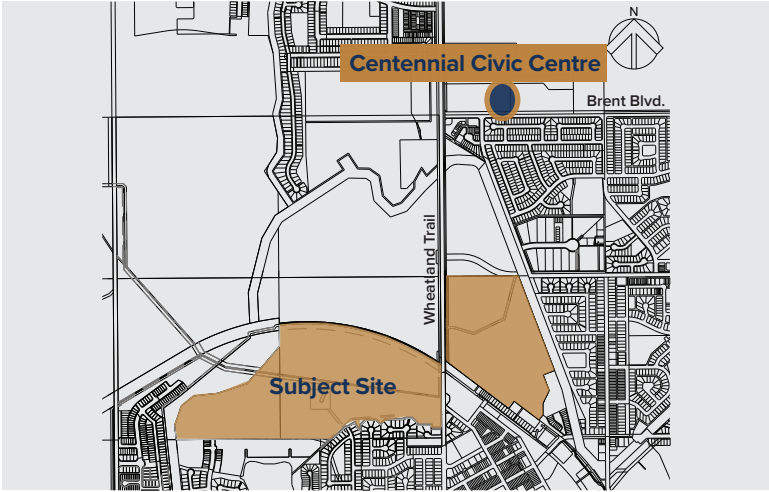 N
Centennial Civic Centre
Brent Blvd.
Wheatland Trail
Subject Site